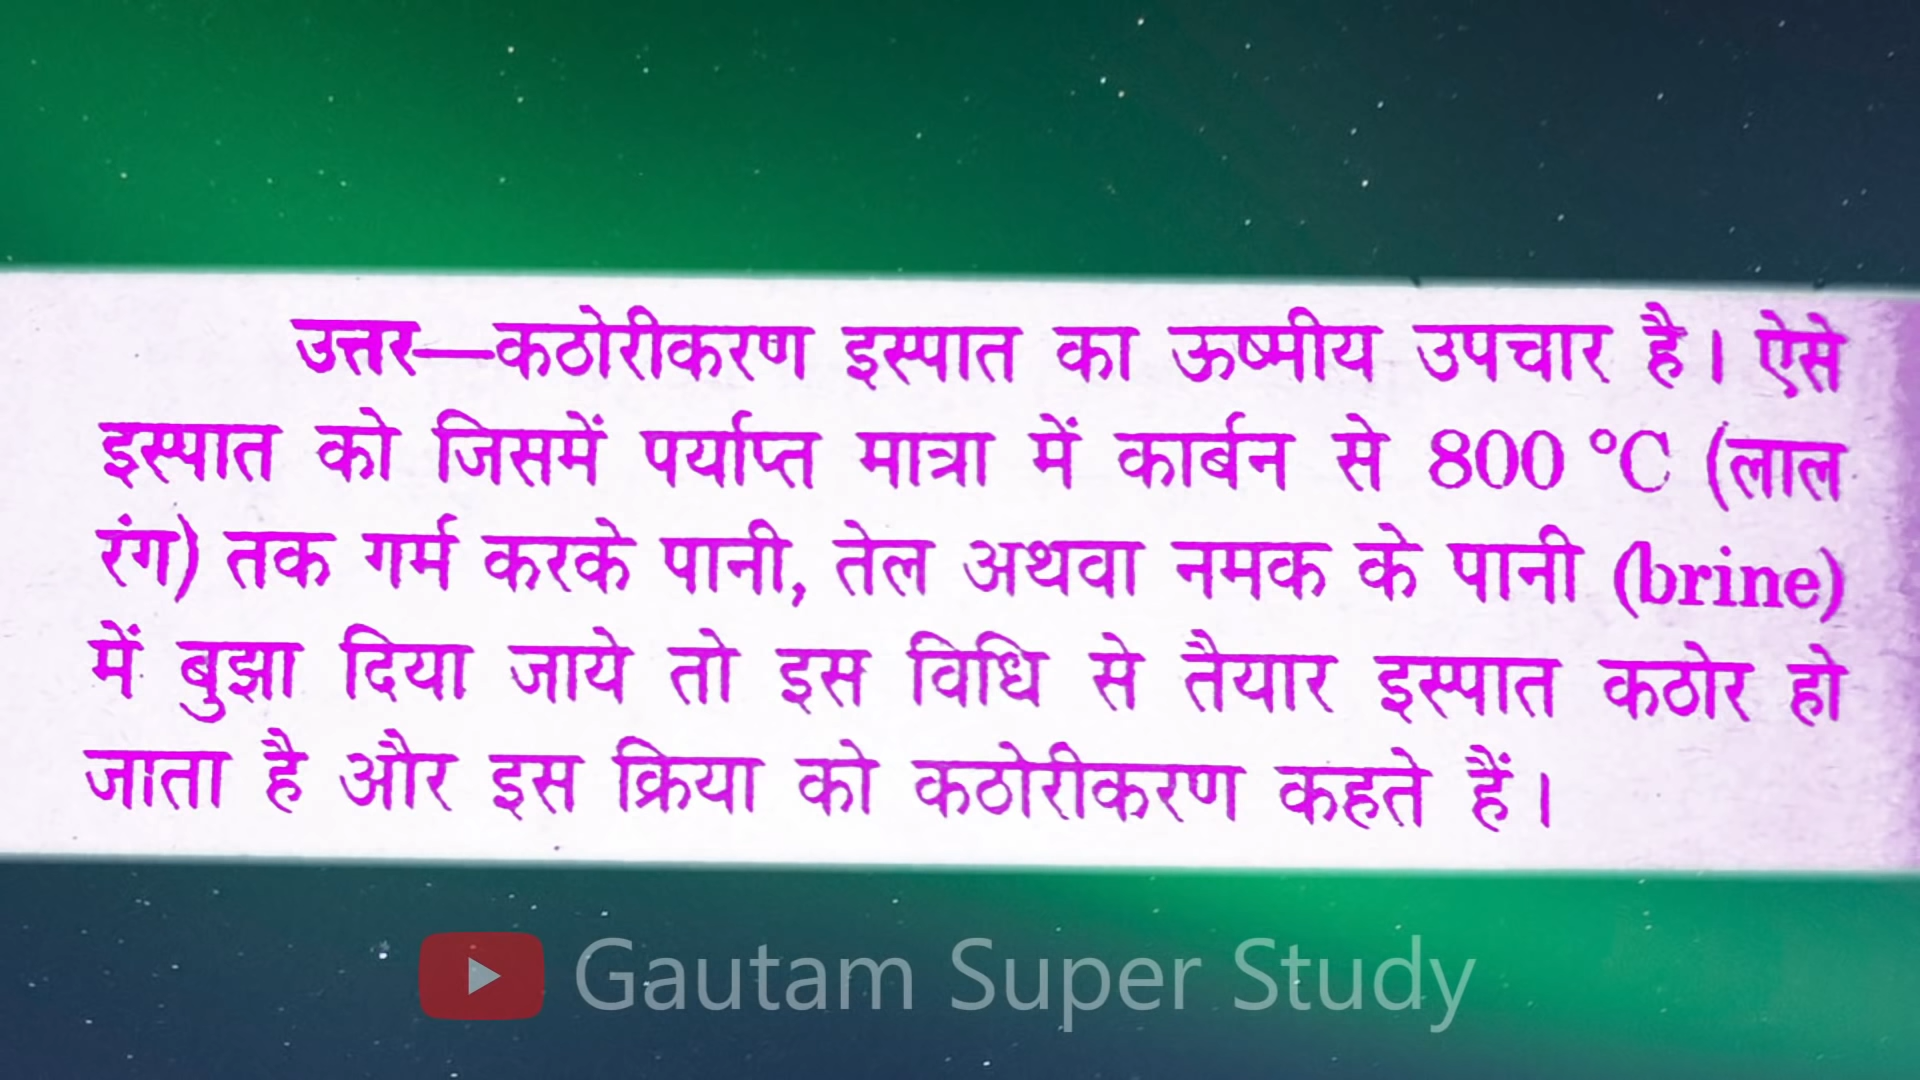 उत्तर—कठोरीकरण इस्पात का ऊष्मीय उपचार है। ऐसे
इस्पात को जिसमें पर्याप्त मात्रा में कार्बन से 800 °C (लाल
रंग) तक गर्म करके पानी, तेल अथवा नमक के पानी (brine)
में बुझा दिया जाये तो इस विधि से तैयार इस्पात कठोर हो
जाता है और इस क्रिया को कठोरीकरण कहते हैं।
Gautam Super Study